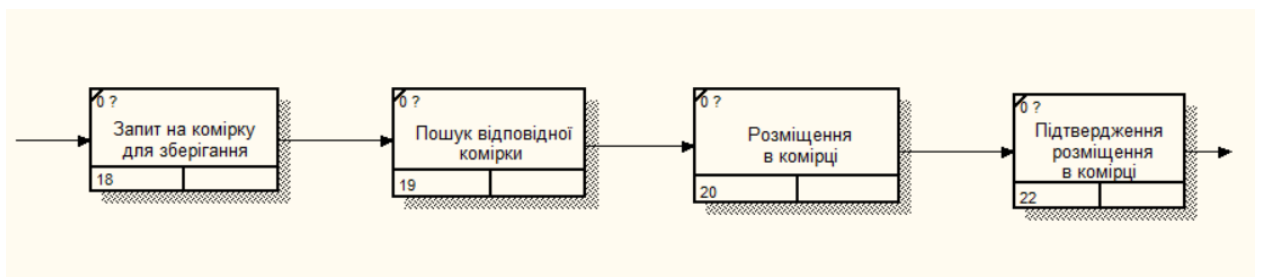 0 ?
Запит на комірку
для зберігання
18
0 ?
Пошук відповідної
комірки
19
0 ?
Розміщення
в комірці
20
0 ?
Підтвердження
розміщення
в комірці
22